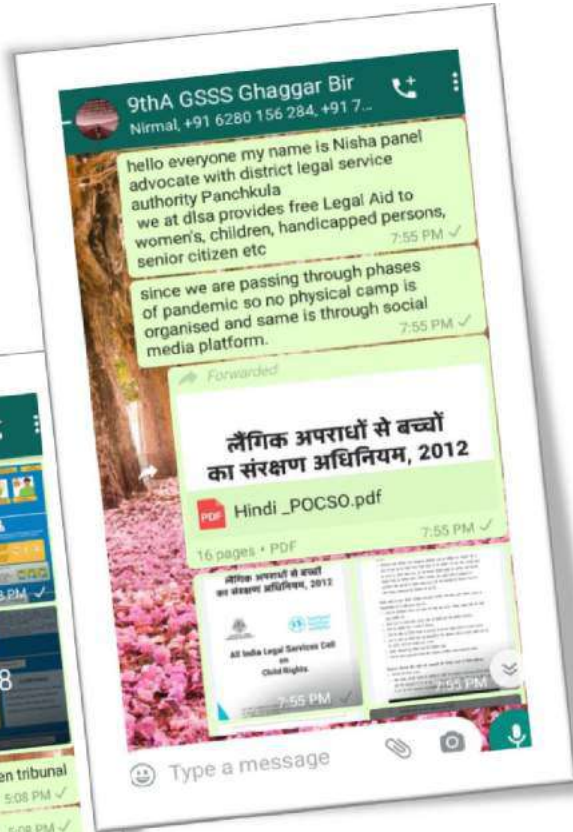 9thA GSSS Ghaggar Bir
Nirmal, +91 6280 156 284, +91 7...
hello everyone my name is Nisha panel
advocate with district legal service
authority Panchkula
we at dlsa provides free Legal Aid to
women's, children, handicapped persons,
senior citizen etc
7:55 PM
since we are passing through phases
of pandemic so no physical camp is
organised and same is through social
media platform.
7:55 PM
Forwarded
लैंगिक अपराधों से बच्चों
का संरक्षण अधिनियम, 2012
PDF
Hindi _POCSO.pdf
16 pages • PDF
7:55 PM
लैंगिक अपराधों से बच्चों
का संरक्षण अधिनियम, 2012
All India Legal Services Cell
on
Child Rights
7:55 PM
7:55 PM
Type a message
8
en tribunal
5:08 PM
5:08 PM